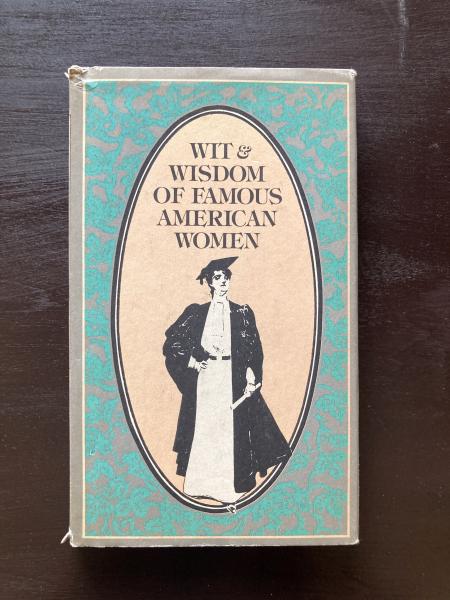 WIT &
WISDOM
OF FAMOUS
AMERICAN
WOMEN